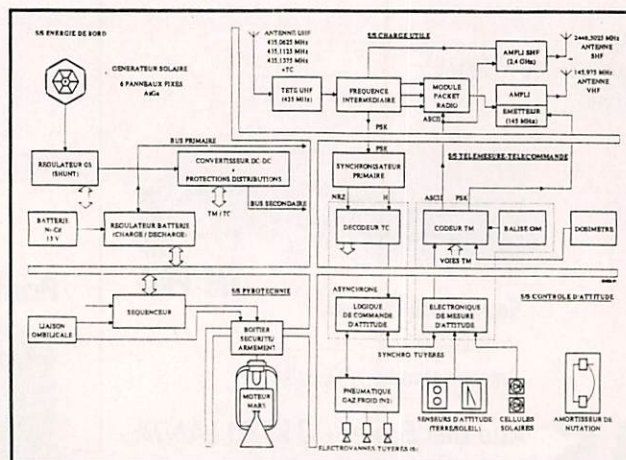 S/S ENERGIE DE BORD
GENERATEUR SOLAIRE
6 PANNEAUX FIXES
AsGa
REGULATEUR GS
(SHUNT)
CONVERTISSEUR DC-DC
+
PROTECTIONS DISTRIBUTIONS
BUS PRIMAIRE
BUS SECONDAIRE
TM / TC
BATTERIE
Ni-Cd
15 V
REGULATEUR BATTERIE
(CHARGE / DECHARGE)
S/S CHARGE UTILE
ANTENNE UHF
435,0625 MHz
435,1125 MHz
435,1375 MHz
+TC
TETE UHF
(435 MHz)
FREQUENCE
INTERMEDIAIRE
MODULE
PACKET
RADIO
ASCII
AMPLI SHF
(2,4 GHz)
2446,5025 MHz
ANTENNE
SHF
145,975 MHz
ANTENNE
VHF
AMPLI
EMETTEUR
(145 MHz)
PSK
S/S TELEMESURE-TELECOMMANDE
PSK
SYNCHRONISATEUR
PRIMAIRE
NRZ
H
ASCII
PSK
DECODEUR TC
CODEUR TM
BALISE OM
DOSIMETRE
VOIES TM
S/S PYROTECHNIE
SEQUENCEUR
LIAISON
OMBILICALE
BOITIER
SECURITE/
ARMEMENT
MOTEUR
MARS
S/S CONTROLE D'ATTITUDE
ASYNCHRONE
LOGIQUE
DE COMMANDE
D'ATTITUDE
ELECTRONIQUE
DE MESURE
D'ATTITUDE
SYNCHRO TUYERES
PNEUMATIQUE
GAZ FROID (N2)
SENSEURS D'ATTITUDE
(TERRE/SOLEIL)
CELLULES
SOLAIRES
AMORTISSEUR DE
NUTATION
ELECTROVANNES TUYERES